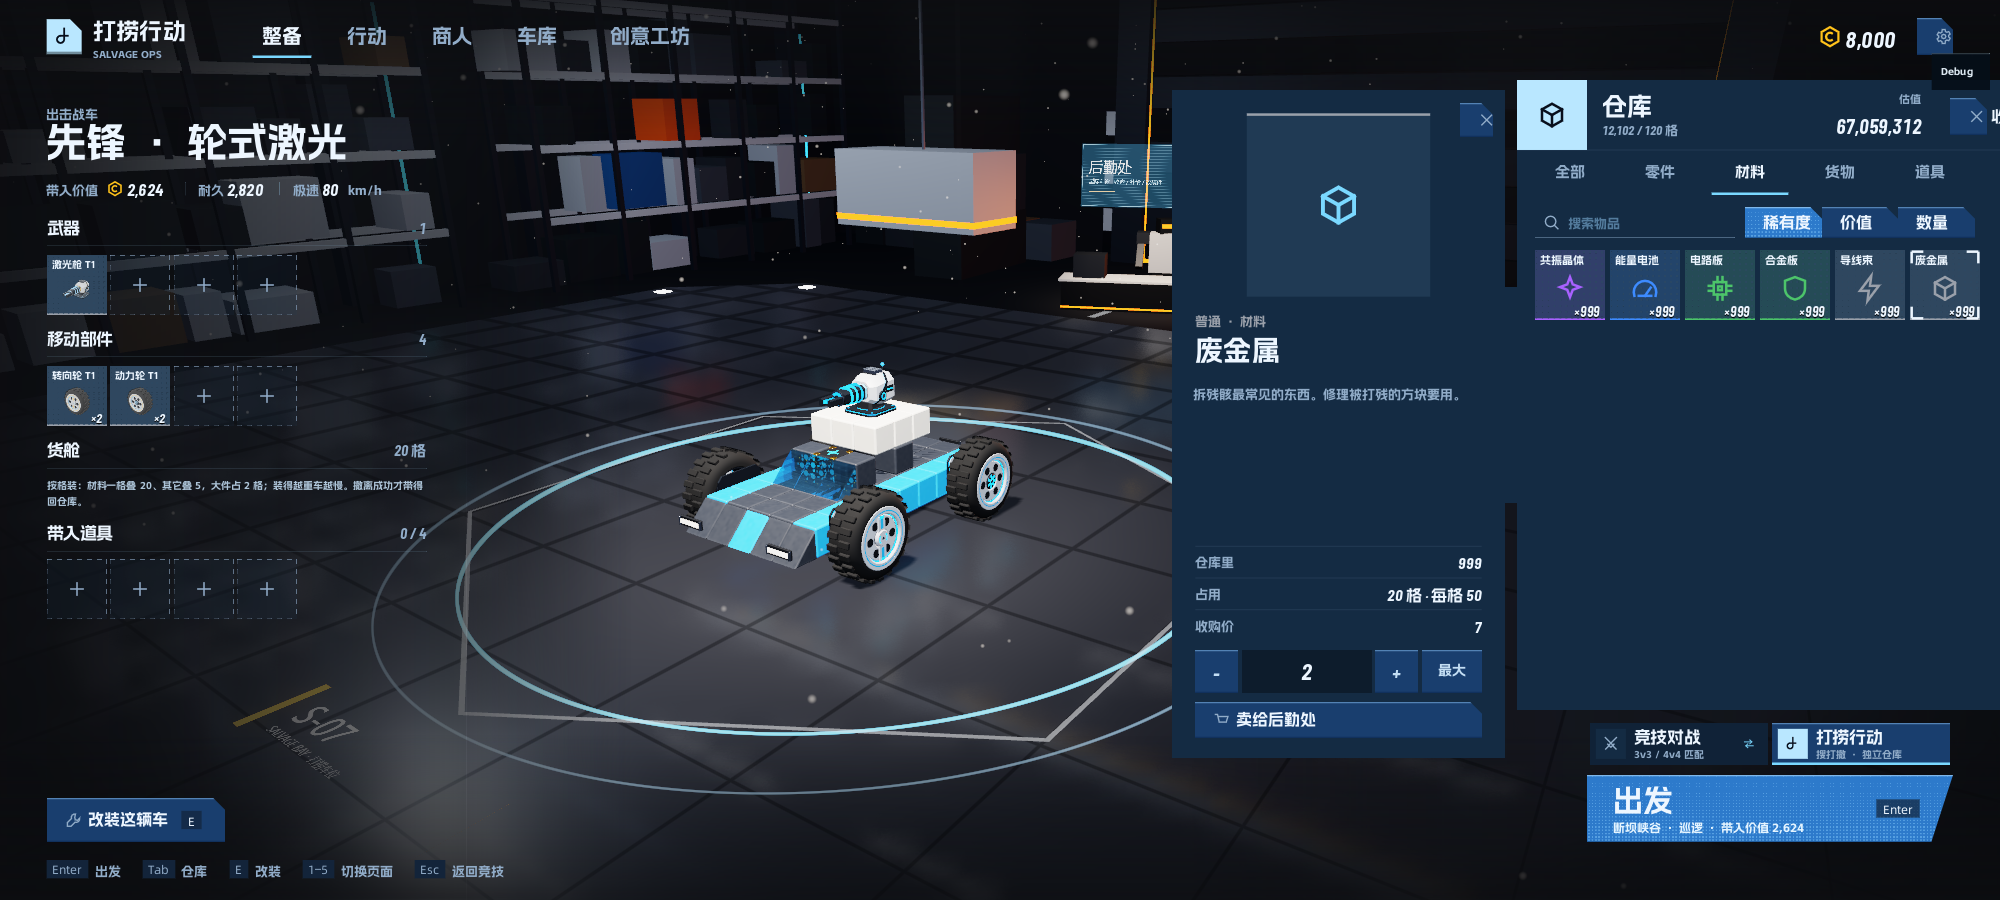 打捞行动
SALVAGE OPS
整备
行动
商人
车库
创意工坊
8,000
Debug
出击战车
先锋 · 轮式激光
带入价值 2,624
耐久 2,820
极速 80 km/h
武器
1
激光枪 T1
移动部件
4
转向轮 T1
×2
动力轮 T1
×2
货舱
20 格
按格装：材料一格叠 20、其它叠 5，大件占 2 格；装得越重车越慢。撤离成功才带得
回仓库。
带入道具
0 / 4
后勤处
S-07
改装这辆车 E
Enter 出发
Tab 仓库
E 改装
1-5 切换页面
Esc 返回竞技
普通 · 材料
废金属
拆残骸最常见的东西。修理被打残的方块要用。
仓库里
999
占用
20 格 · 每格 50
收购价
7
-
2
+
最大
卖给后勤处
仓库
12,102 / 120 格
估值
67,059,312
全部
零件
材料
货物
道具
搜索物品
稀有度
价值
数量
共振晶体
×999
能量电池
×999
电路板
×999
合金板
×999
导线束
×999
废金属
×999
竞技对战
3v3 / 4v4 匹配
打捞行动
搜打撤 · 独立仓库
出发
断坝峡谷 · 巡逻 · 带入价值 2,624
Enter